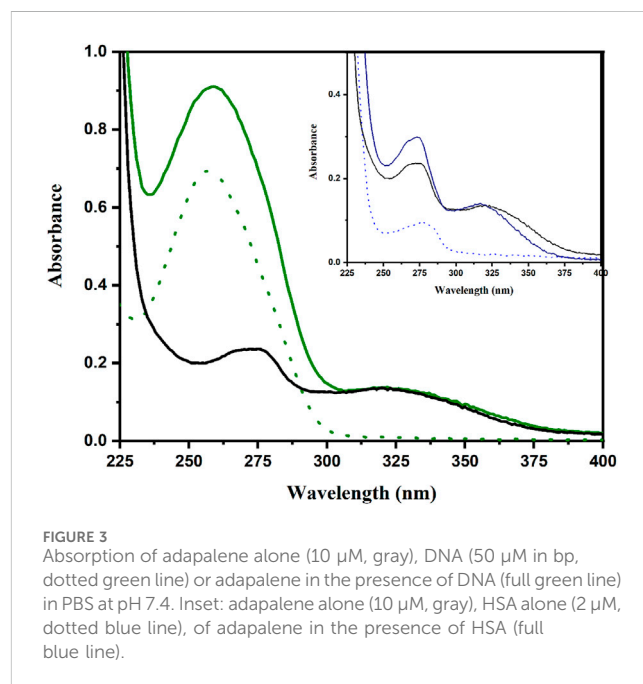 1.0
0.8
0.6
0.4
0.2
0.0
Absorbance
225 250 275 300 325 350 375 400
Wavelength (nm)
0.4
0.2
0.0
Absorbance
225 250 275 300 325 350 375 400
Wavelength (nm)
FIGURE 3
Absorption of adapalene alone (10 µM, gray), DNA (50 µM in bp,
dotted green line) or adapalene in the presence of DNA (full green line)
in PBS at pH 7.4. Inset: adapalene alone (10 µM, gray), HSA alone (2 µM,
dotted blue line), of adapalene in the presence of HSA (full
blue line).